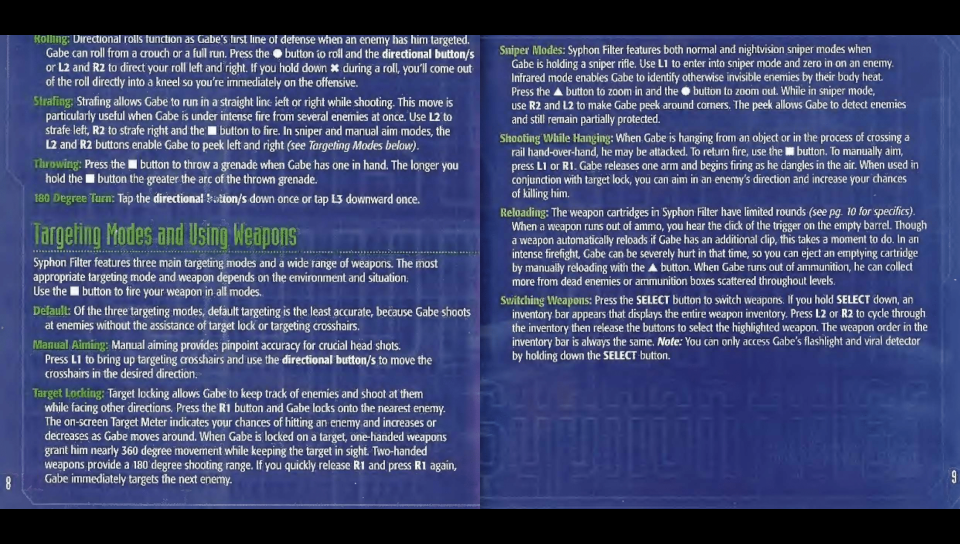 Rolling: Directional rolls function as Gabe's first line of defense when an enemy has him targeted.
Gabe can roll from a crouch or a full run. Press the ● button to roll and the directional button/s
or L2 and R2 to direct your roll left and right. If you hold down ✖ during a roll, you'll come out
of the roll directly into a kneel so you're immediately on the offensive.
Strafing: Strafing allows Gabe to run in a straight line left or right while shooting. This move is
particularly useful when Gabe is under intense fire from several enemies at once. Use L2 to
strafe left, R2 to strafe right and the ■ button to fire. In sniper and manual aim modes, the
L2 and R2 buttons enable Gabe to peek left and right (see Targeting Modes below).
Throwing: Press the ■ button to throw a grenade when Gabe has one in hand. The longer you
hold the ■ button the greater the arc of the thrown grenade.
180 Degree Turn: Tap the directional button/s down once or tap L3 downward once.
Targeting Modes and Using Weapons
Syphon Filter features three main targeting modes and a wide range of weapons. The most
appropriate targeting mode and weapon depends on the environment and situation.
Use the ■ button to fire your weapon in all modes.
Default: Of the three targeting modes, default targeting is the least accurate, because Gabe shoots
at enemies without the assistance of target lock or targeting crosshairs.
Manual Aiming: Manual aiming provides pinpoint accuracy for crucial head shots.
Press L1 to bring up targeting crosshairs and use the directional button/s to move the
crosshairs in the desired direction.
Target Locking: Target locking allows Gabe to keep track of enemies and shoot at them
while facing other directions. Press the R1 button and Gabe locks onto the nearest enemy.
The on-screen Target Meter indicates your chances of hitting an enemy and increases or
decreases as Gabe moves around. When Gabe is locked on a target, one-handed weapons
grant him nearly 360 degree movement while keeping the target in sight. Two-handed
weapons provide a 180 degree shooting range. If you quickly release R1 and press R1 again,
Gabe immediately targets the next enemy.
8
Sniper Modes: Syphon Filter features both normal and nightvision sniper modes when
Gabe is holding a sniper rifle. Use L1 to enter into sniper mode and zero in on an enemy.
Infrared mode enables Gabe to identify otherwise invisible enemies by their body heat.
Press the ▲ button to zoom in and the ● button to zoom out. While in sniper mode,
use R2 and L2 to make Gabe peek around corners. The peek allows Gabe to detect enemies
and still remain partially protected.
Shooting While Hanging: When Gabe is hanging from an object or in the process of crossing a
rail hand-over-hand, he may be attacked. To return fire, use the ■ button. To manually aim,
press L1 or R1. Gabe releases one arm and begins firing as he dangles in the air. When used in
conjunction with target lock, you can aim in an enemy's direction and increase your chances
of killing him.
Reloading: The weapon cartridges in Syphon Filter have limited rounds (see pg. 10 for specifics).
When a weapon runs out of ammo, you hear the click of the trigger on the empty barrel. Though
a weapon automatically reloads if Gabe has an additional clip, this takes a moment to do. In an
intense firefight, Gabe can be severely hurt in that time, so you can eject an emptying cartridge
by manually reloading with the ▲ button. When Gabe runs out of ammunition, he can collect
more from dead enemies or ammunition boxes scattered throughout levels.
Switching Weapons: Press the SELECT button to switch weapons. If you hold SELECT down, an
inventory bar appears that displays the entire weapon inventory. Press L2 or R2 to cycle through
the inventory then release the buttons to select the highlighted weapon. The weapon order in the
inventory bar is always the same. Note: You can only access Gabe's flashlight and viral detector
by holding down the SELECT button.
9